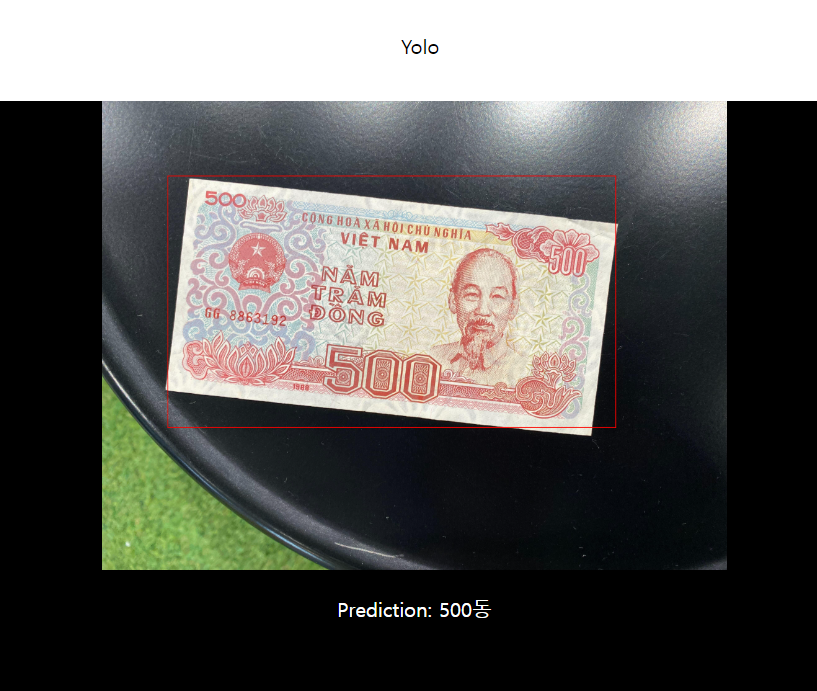 Yolo
500
CỘNG HÒA XÃ HỘI CHỦ NGHĨA
VIỆT NAM
500
NĂM
TRĂM
ĐỒNG
GG 8863192
500
1988
Prediction: 500동